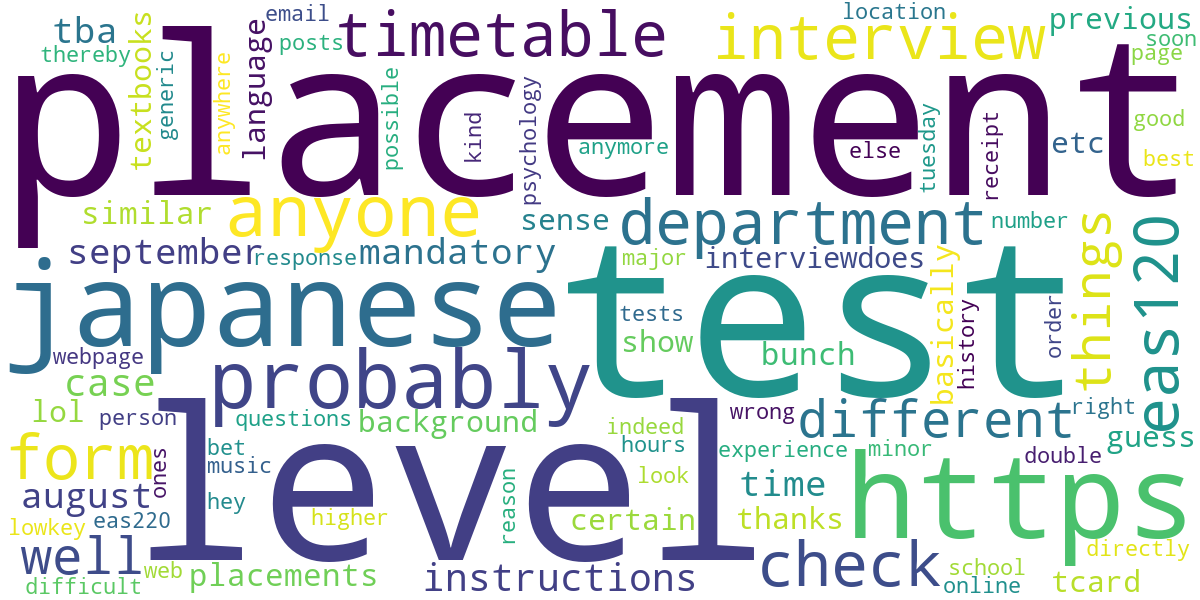 placement
test
level
japanese
https
probably
timetable
interview
anyone
department
different
form
check
well
things
eas120
tba
email
location
previous
soon
page
good
best
thereby
posts
textbooks
generic
anywhere
language
possible
kind
psychology
anymore
else
tuesday
receipt
etc
similar
sense
number
september
response
mandatory
major
interviewdoes
basically
history
order
tests
show
bunch
webpage
case
lol
person
questions
background
indeed
hours
wrong
right
guess
experience
minor
double
bet
music
hey
ones
august
lowkey
eas220
higher
reason
look
certain
time
thanks
directly
difficult
web
placements
instructions
school
online
tcard